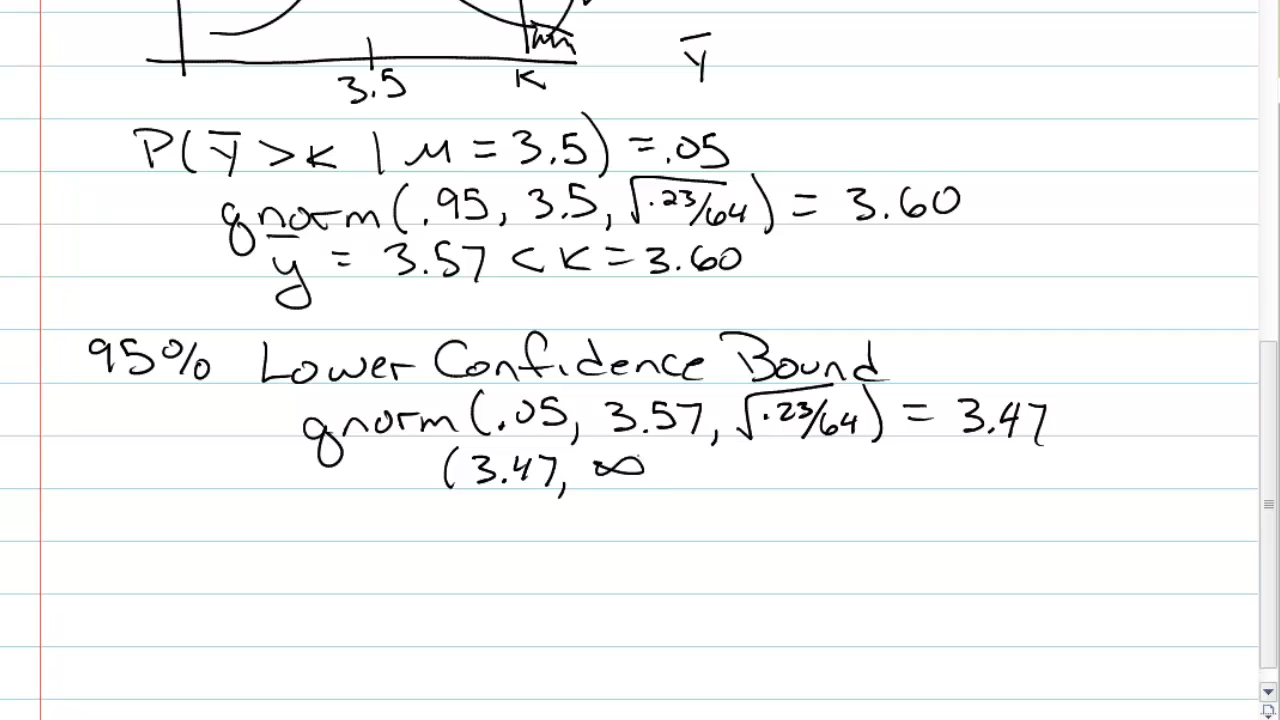 3.5 K Y̅
P( Y̅ > K | μ = 3.5 ) = .05
qnorm(.95, 3.5, √.23/64) = 3.60
y̅ = 3.57 < K = 3.60
95% Lower Confidence Bound
qnorm(.05, 3.57, √.23/64) = 3.47
(3.47, ∞